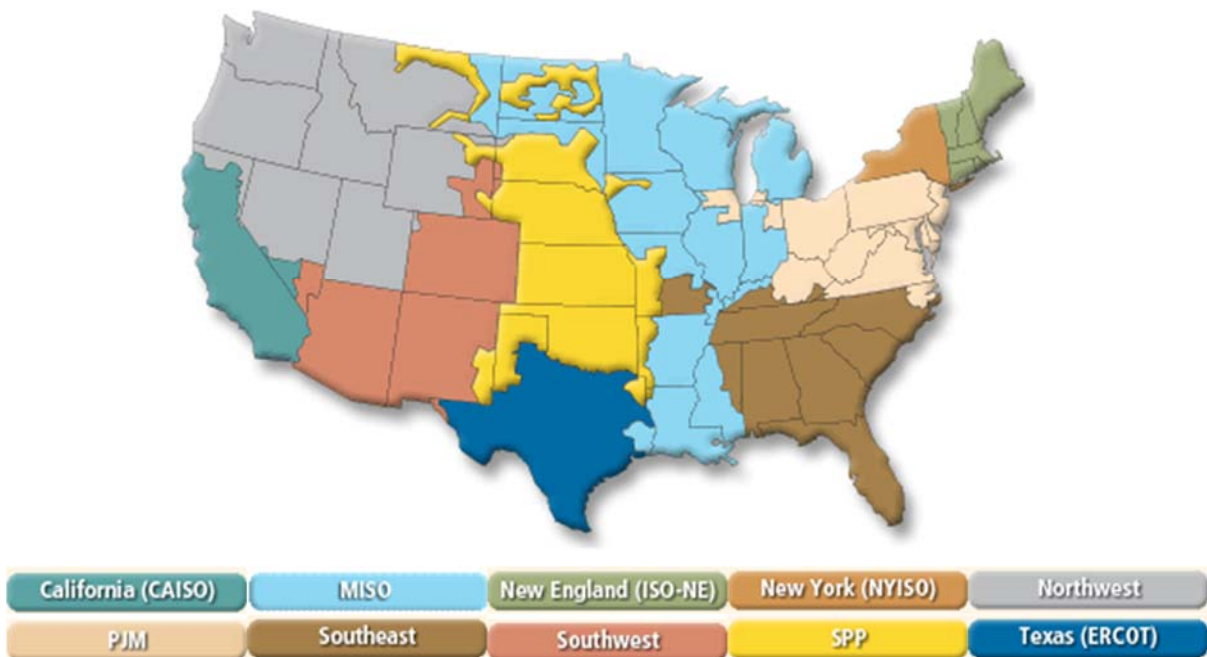 California (CAISO)
MISO
New England (ISO-NE)
New York (NYISO)
Northwest
PJM
Southeast
Southwest
SPP
Texas (ERCOT)